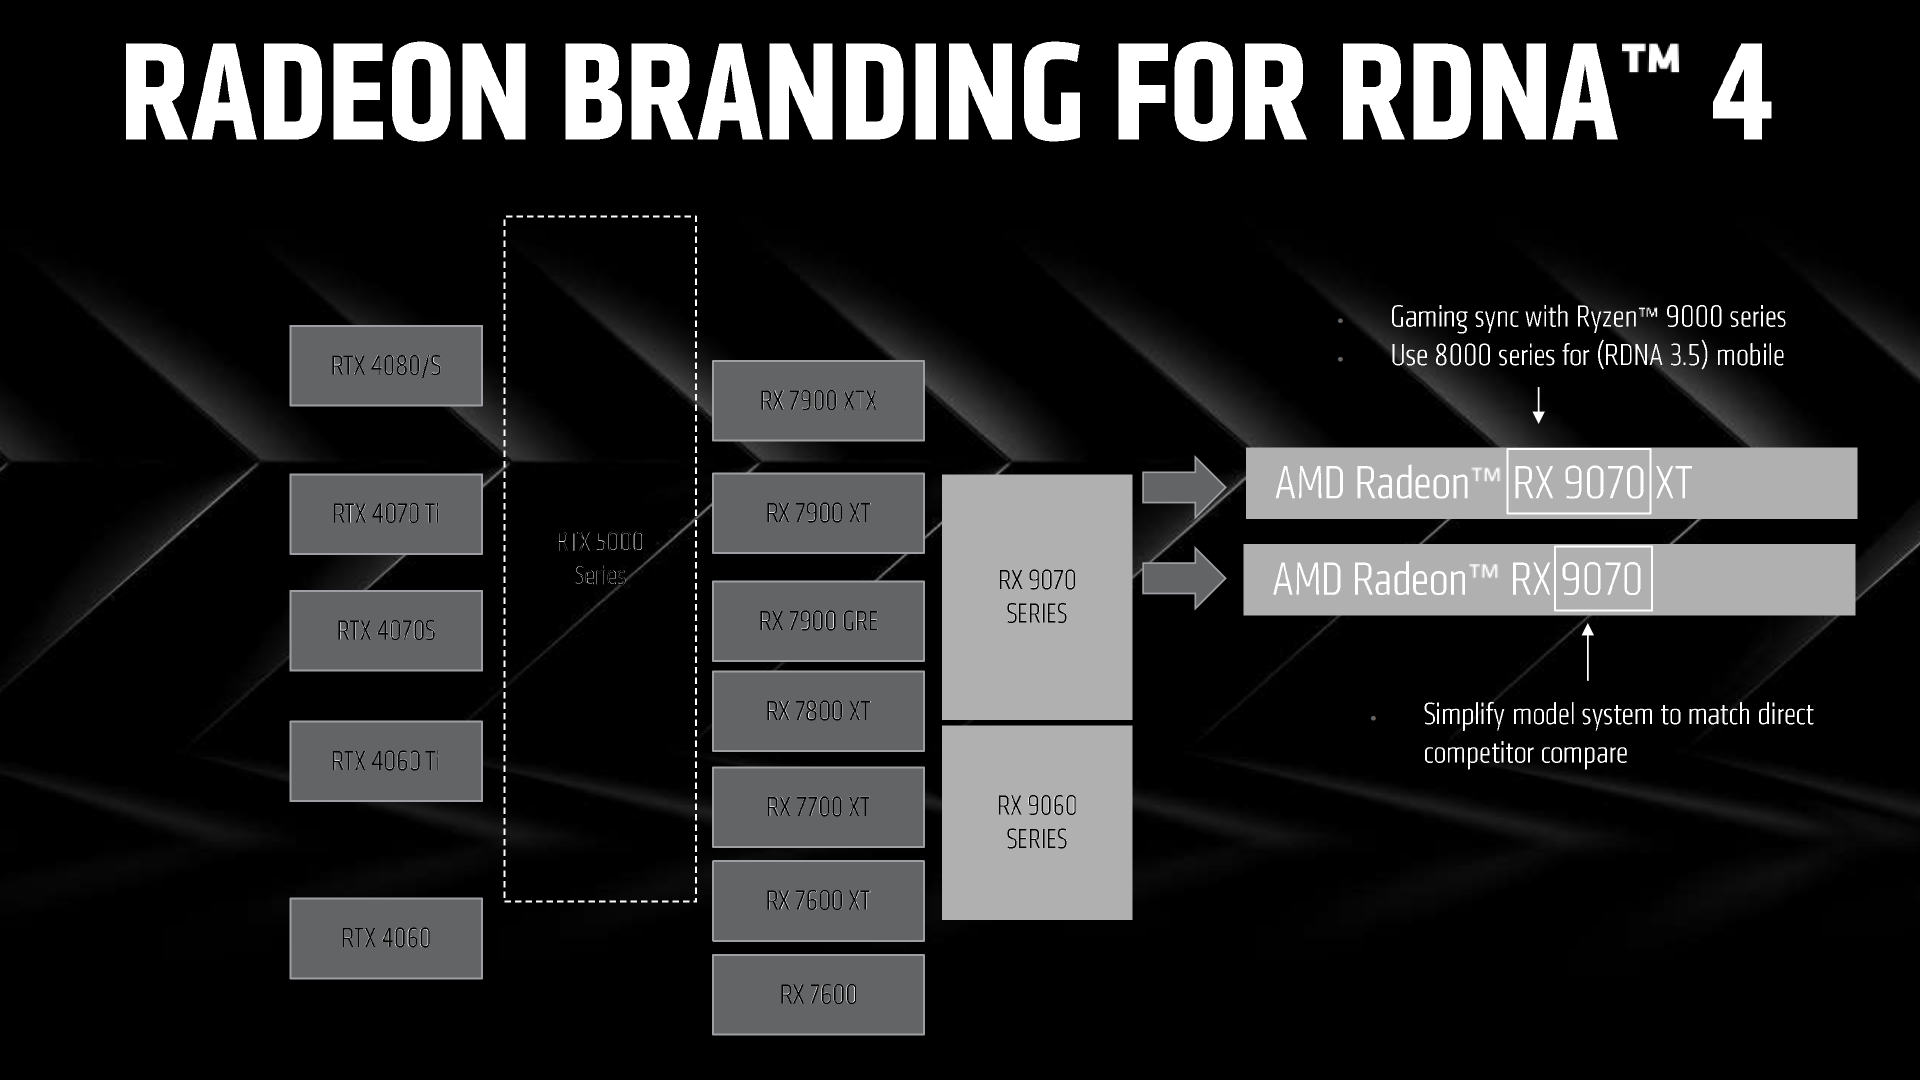 RADEON BRANDING FOR RDNA™ 4
RTX 4080/S
RTX 4070 Ti
RTX 4070S
RTX 4060 Ti
RTX 4060
RTX 5000
Series
RX 7900 XTX
RX 7900 XT
RX 7900 GRE
RX 7800 XT
RX 7700 XT
RX 7600 XT
RX 7600
RX 9070
SERIES
RX 9060
SERIES
Gaming sync with Ryzen™ 9000 series
Use 8000 series for (RDNA 3.5) mobile
AMD Radeon™ RX 9070 XT
AMD Radeon™ RX 9070
Simplify model system to match direct
competitor compare